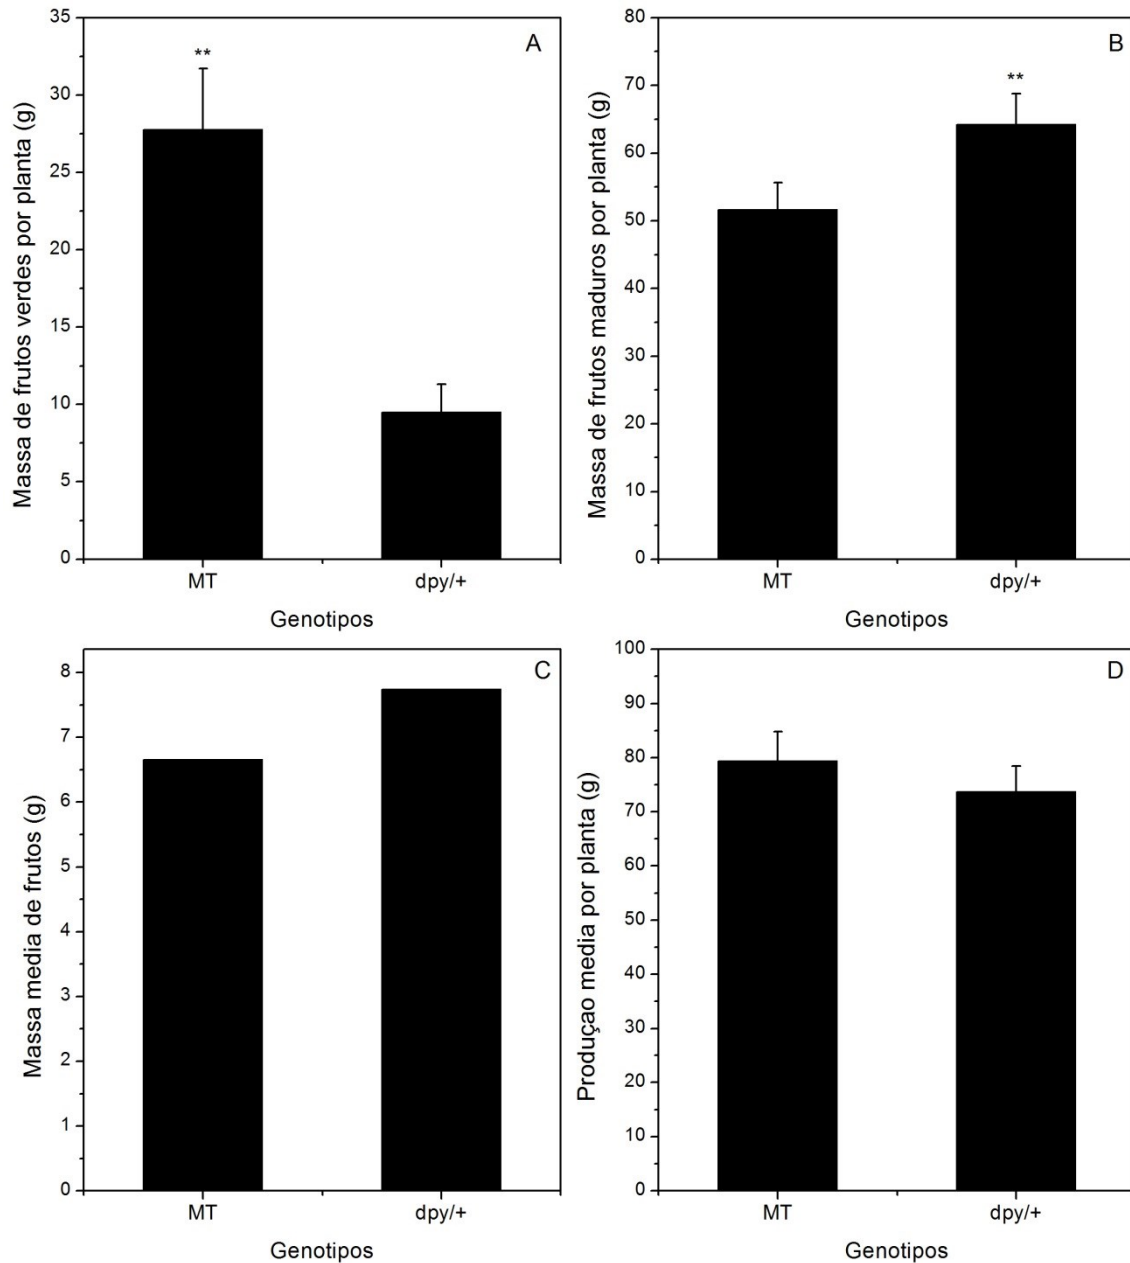 A
Massa de frutos verdes por planta (g)
35
30
25
20
15
10
5
0
**
MT
dpy/+
Genotipos
B
Massa de frutos maduros por planta (g)
80
70
60
50
40
30
20
10
0
**
MT
dpy/+
Genotipos
C
Massa media de frutos (g)
8
7
6
5
4
3
2
1
0
MT
dpy/+
Genotipos
D
Produçao media por planta (g)
100
90
80
70
60
50
40
30
20
10
0
MT
dpy/+
Genotipos